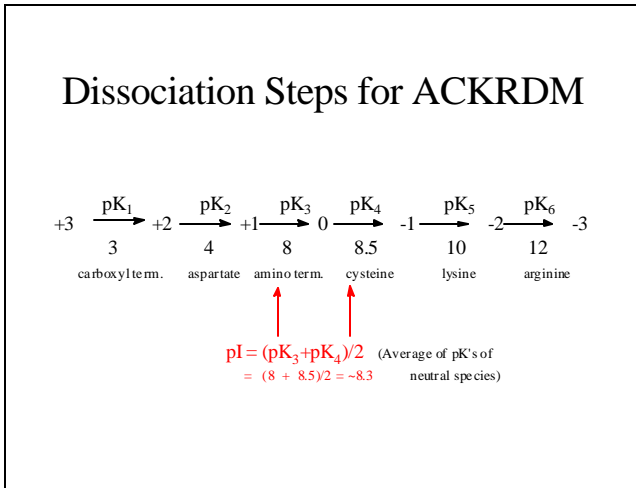 Dissociation Steps for ACKRDM
pK₁ pK₂ pK₃ pK₄ pK₅ pK₆
+3 +2 +1 0 -1 -2 -3
3 4 8 8.5 10 12
carboxyl term. aspartate amino term. cysteine lysine arginine
pI = (pK₃+pK₄)/2 (Average of pK's of
= (8 + 8.5)/2 = ~8.3 neutral species)